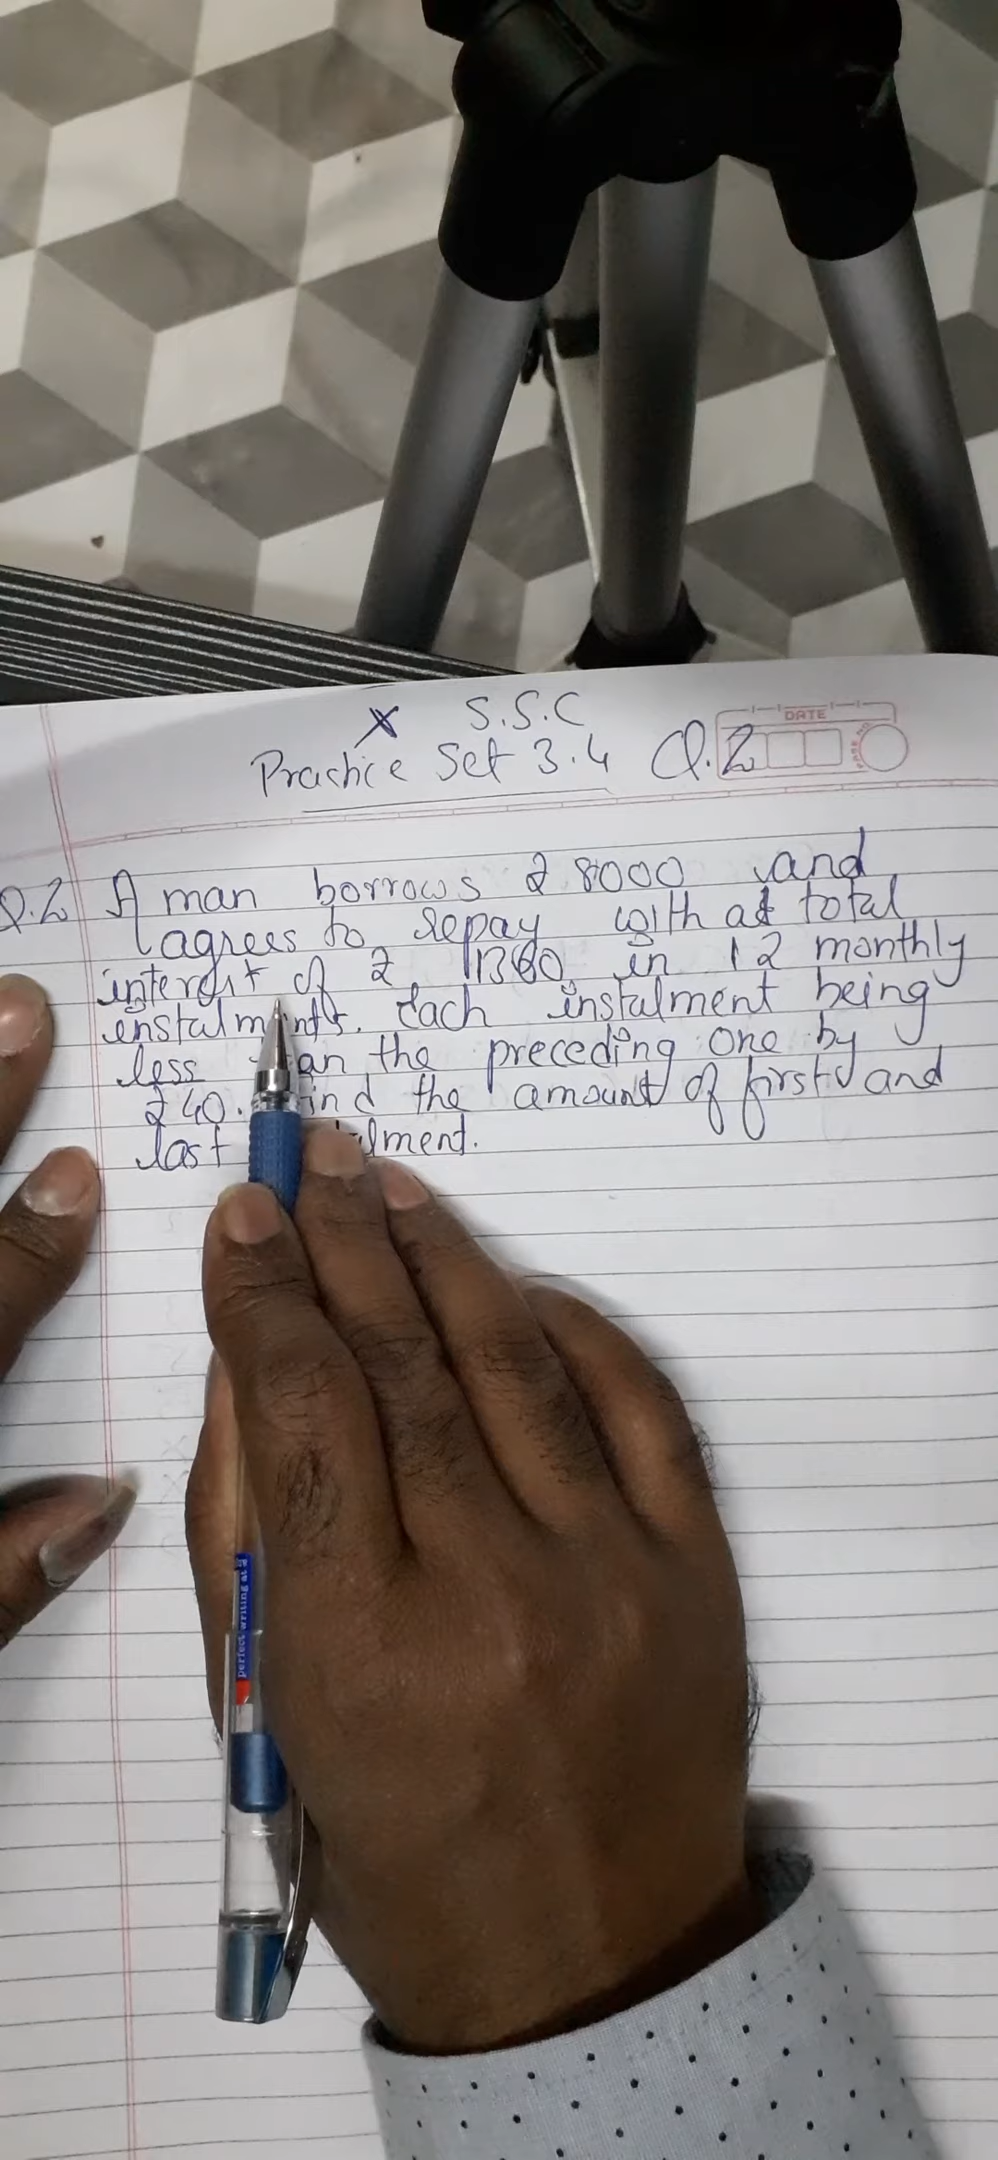 S.S.C
Practice Set 3.4 Q.2
DATE
Q.2 A man borrows ₹ 8000 and
agrees to repay with at total
interest of ₹ 1360 in 12 monthly
instalments. Each instalment being
less an the preceding one by
₹ 40. ind the amount of first and
last lment.
perfect writing at